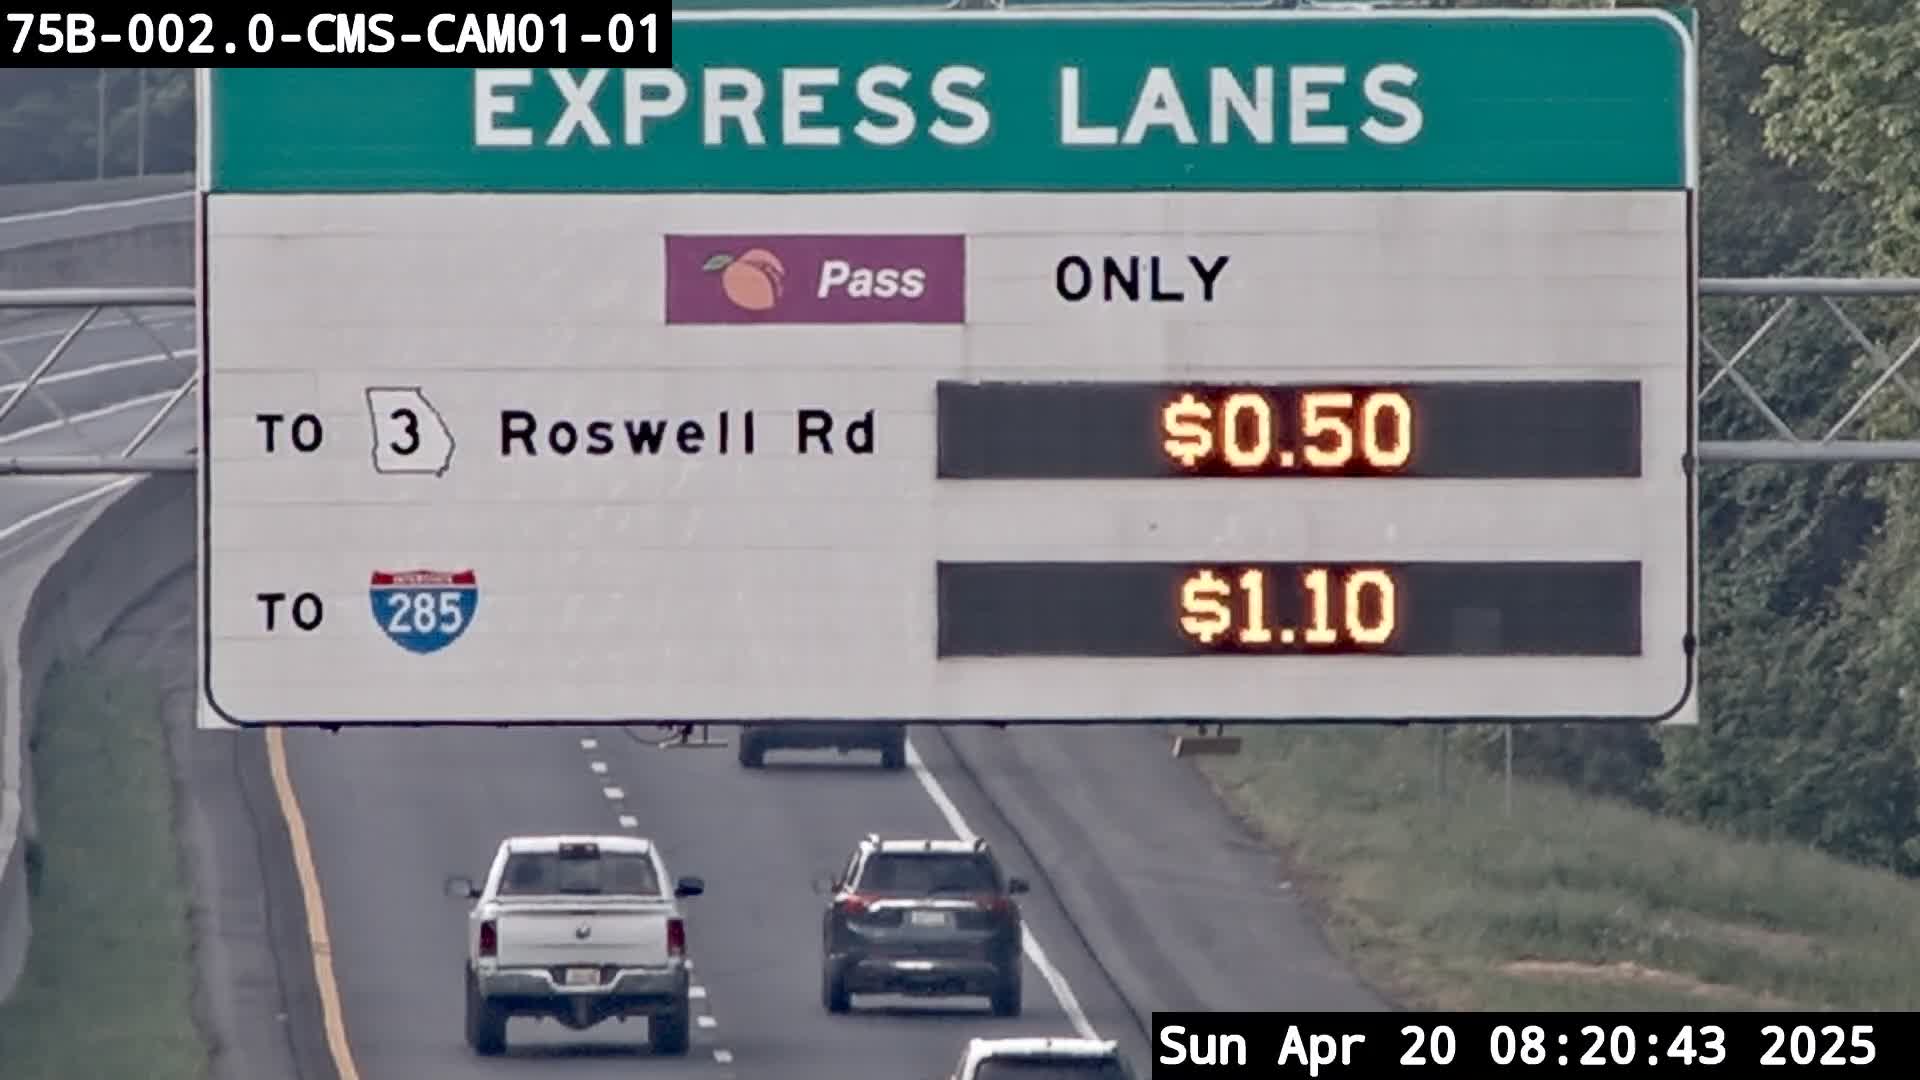 75B-002.0-CMS-CAM01-01
EXPRESS LANES
Pass ONLY
TO 3 Roswell Rd $0.50
TO INTERSTATE 285 $1.10
Sun Apr 20 08:20:43 2025